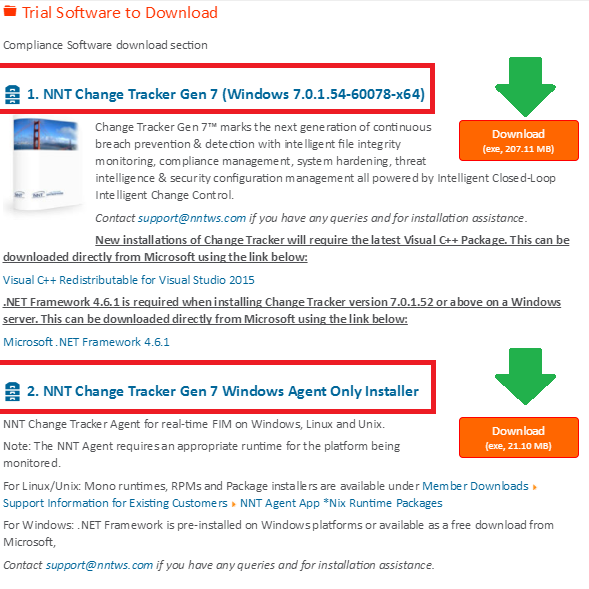 Trial Software to Download
Compliance Software download section
1. NNT Change Tracker Gen 7 (Windows 7.0.1.54-60078-x64)
Download
(exe, 207.11 MB)
Change Tracker Gen 7™ marks the next generation of continuous
breach prevention & detection with intelligent file integrity
monitoring, compliance management, system hardening, threat
intelligence & security configuration management all powered by Intelligent Closed-Loop
Intelligent Change Control.
Contact support@nntws.com if you have any queries and for installation assistance.
New installations of Change Tracker will require the latest Visual C++ Package. This can be
downloaded directly from Microsoft using the link below:
Visual C++ Redistributable for Visual Studio 2015
.NET Framework 4.6.1 is required when installing Change Tracker version 7.0.1.52 or above on a Windows
server. This can be downloaded directly from Microsoft using the link below:
Microsoft .NET Framework 4.6.1
2. NNT Change Tracker Gen 7 Windows Agent Only Installer
Download
(exe, 21.10 MB)
NNT Change Tracker Agent for real-time FIM on Windows, Linux and Unix.
Note: The NNT Agent requires an appropriate runtime for the platform being
monitored.
For Linux/Unix: Mono runtimes, RPMs and Package installers are available under Member Downloads
Support Information for Existing Customers NNT Agent App *Nix Runtime Packages
For Windows: .NET Framework is pre-installed on Windows platforms or available as a free download from
Microsoft,
Contact support@nntws.com if you have any queries and for installation assistance.